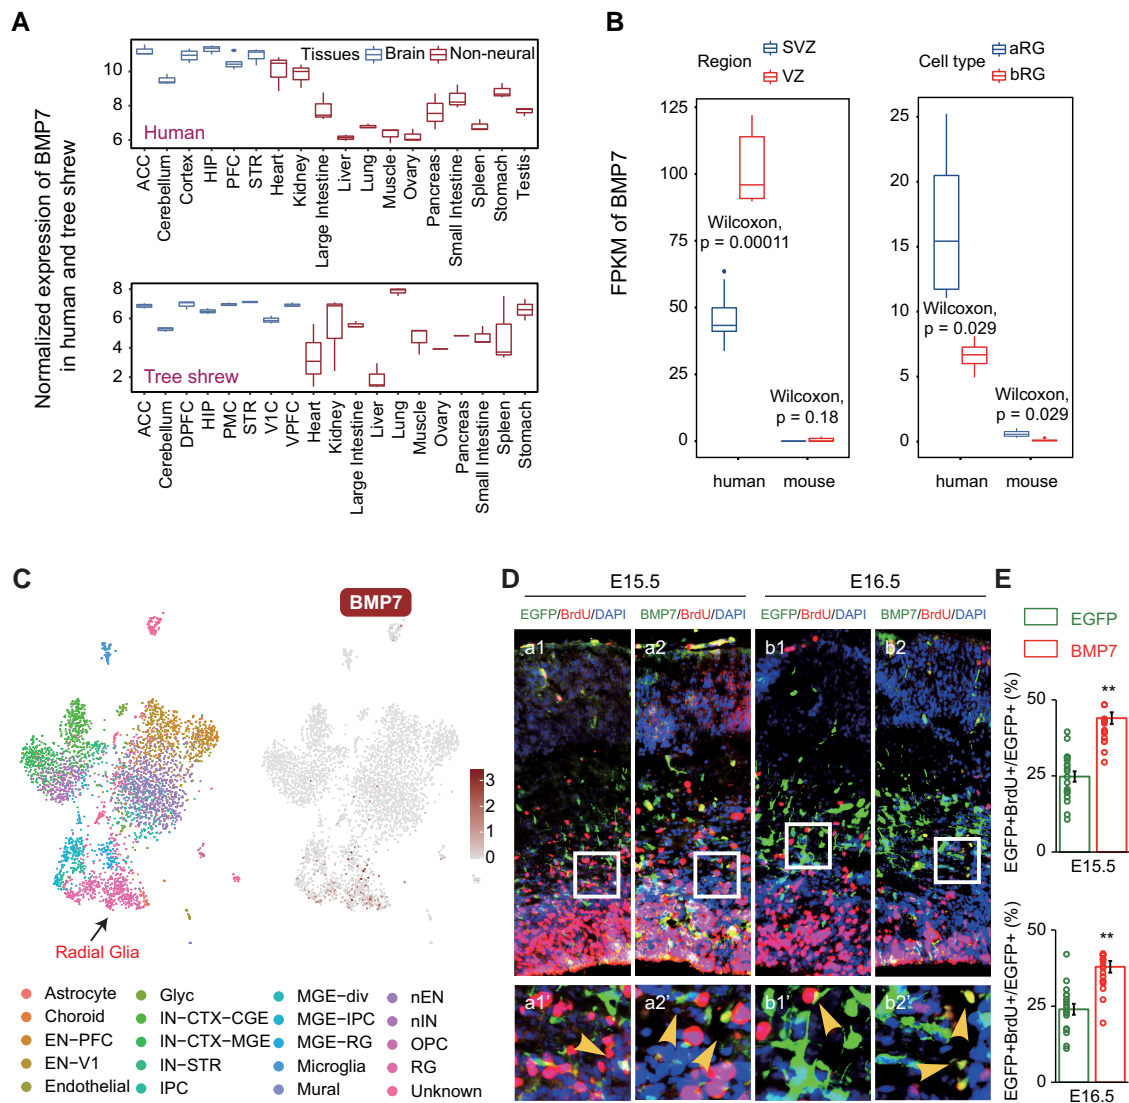 A
Normalized expression of BMP7
in human and tree shrew
Tissues Brain Non-neural
10
8
6
Human
ACC
Cerebellum
Cortex
HIP
PFC
STR
Heart
Kidney
Large Intestine
Liver
Lung
Muscle
Ovary
Pancreas
Small Intestine
Spleen
Stomach
Testis
8
6
4
2
Tree shrew
ACC
Cerebellum
DPFC
HIP
PMC
STR
V1C
VPFC
Heart
Kidney
Large Intestine
Liver
Lung
Muscle
Ovary
Pancreas
Small Intestine
Spleen
Stomach
B
Region
SVZ
VZ
FPKM of BMP7
125
100
75
50
25
0
Wilcoxon,
p = 0.00011
Wilcoxon,
p = 0.18
human mouse
Cell type
aRG
bRG
25
20
15
10
5
0
Wilcoxon,
p = 0.029
Wilcoxon,
p = 0.029
human mouse
C
BMP7
3
2
1
0
Radial Glia
Astrocyte
Choroid
EN−PFC
EN−V1
Endothelial
Glyc
IN−CTX−CGE
IN−CTX−MGE
IN−STR
IPC
MGE−div
MGE−IPC
MGE−RG
Microglia
Mural
nEN
nIN
OPC
RG
Unknown
D
E15.5
E16.5
EGFP/BrdU/DAPI
BMP7/BrdU/DAPI
EGFP/BrdU/DAPI
BMP7/BrdU/DAPI
a1
a2
b1
b2
a1'
a2'
b1'
b2'
E
EGFP
BMP7
EGFP+BrdU+/EGFP+ (%)
50
25
0
**
E15.5
EGFP+BrdU+/EGFP+ (%)
50
25
0
**
E16.5